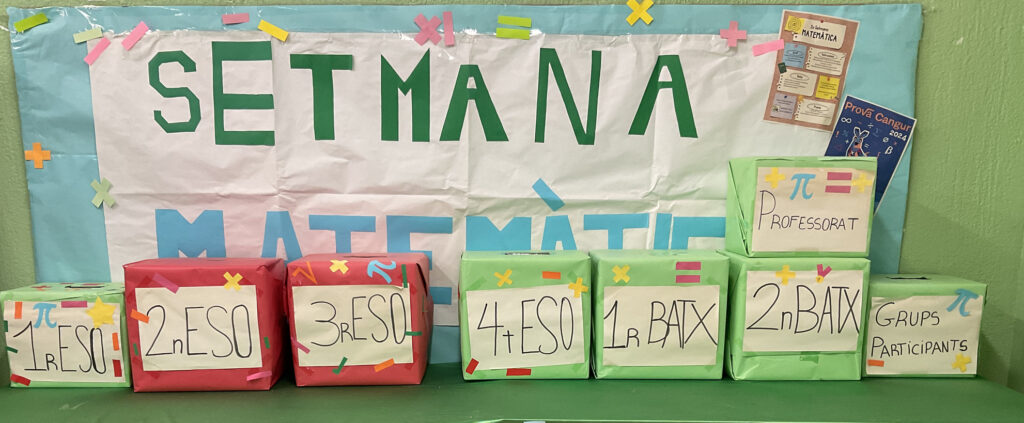 SETMANA
MATEMÀTI
MATEMÀTICA
Prova Cangur
2024
PROFESSORAT
1R ESO
2n ESO
3R ESO
4t ESO
1R BATX
2n BATX
GRUPS
PARTICIPANTS